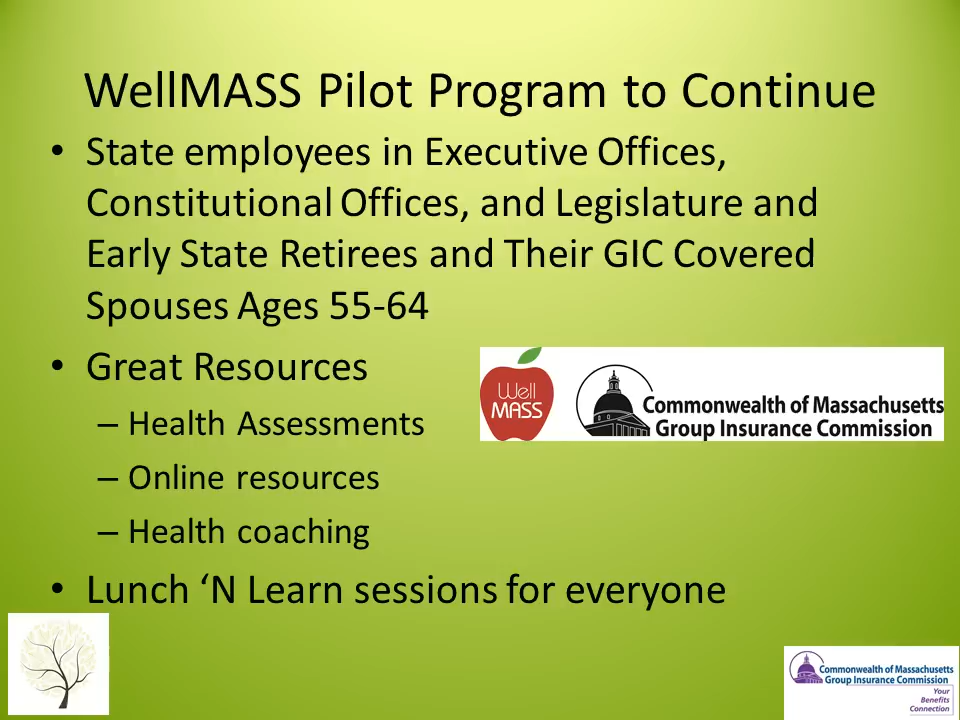 WellMASS Pilot Program to Continue
• State employees in Executive Offices,
Constitutional Offices, and Legislature and
Early State Retirees and Their GIC Covered
Spouses Ages 55-64
• Great Resources
– Health Assessments
– Online resources
– Health coaching
• Lunch ‘N Learn sessions for everyone
Well
MASS
Commonwealth of Massachusetts
Group Insurance Commission
Commonwealth of Massachusetts
Group Insurance Commission
Your
Benefits
Connection